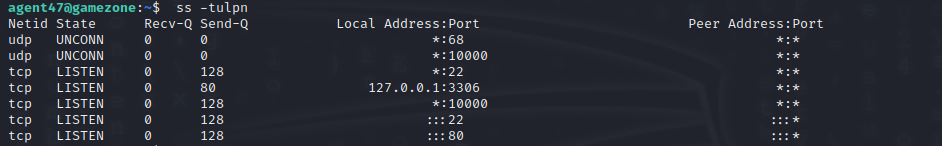 agent47@gamezone:~$ ss -tulpn
Netid State Recv-Q Send-Q Local Address:Port Peer Address:Port
udp UNCONN 0 0 *:68 *:*
udp UNCONN 0 0 *:10000 *:*
tcp LISTEN 0 128 *:22 *:*
tcp LISTEN 0 80 127.0.0.1:3306 *:*
tcp LISTEN 0 128 *:10000 *:*
tcp LISTEN 0 128 :::22 :::*
tcp LISTEN 0 128 :::80 :::*